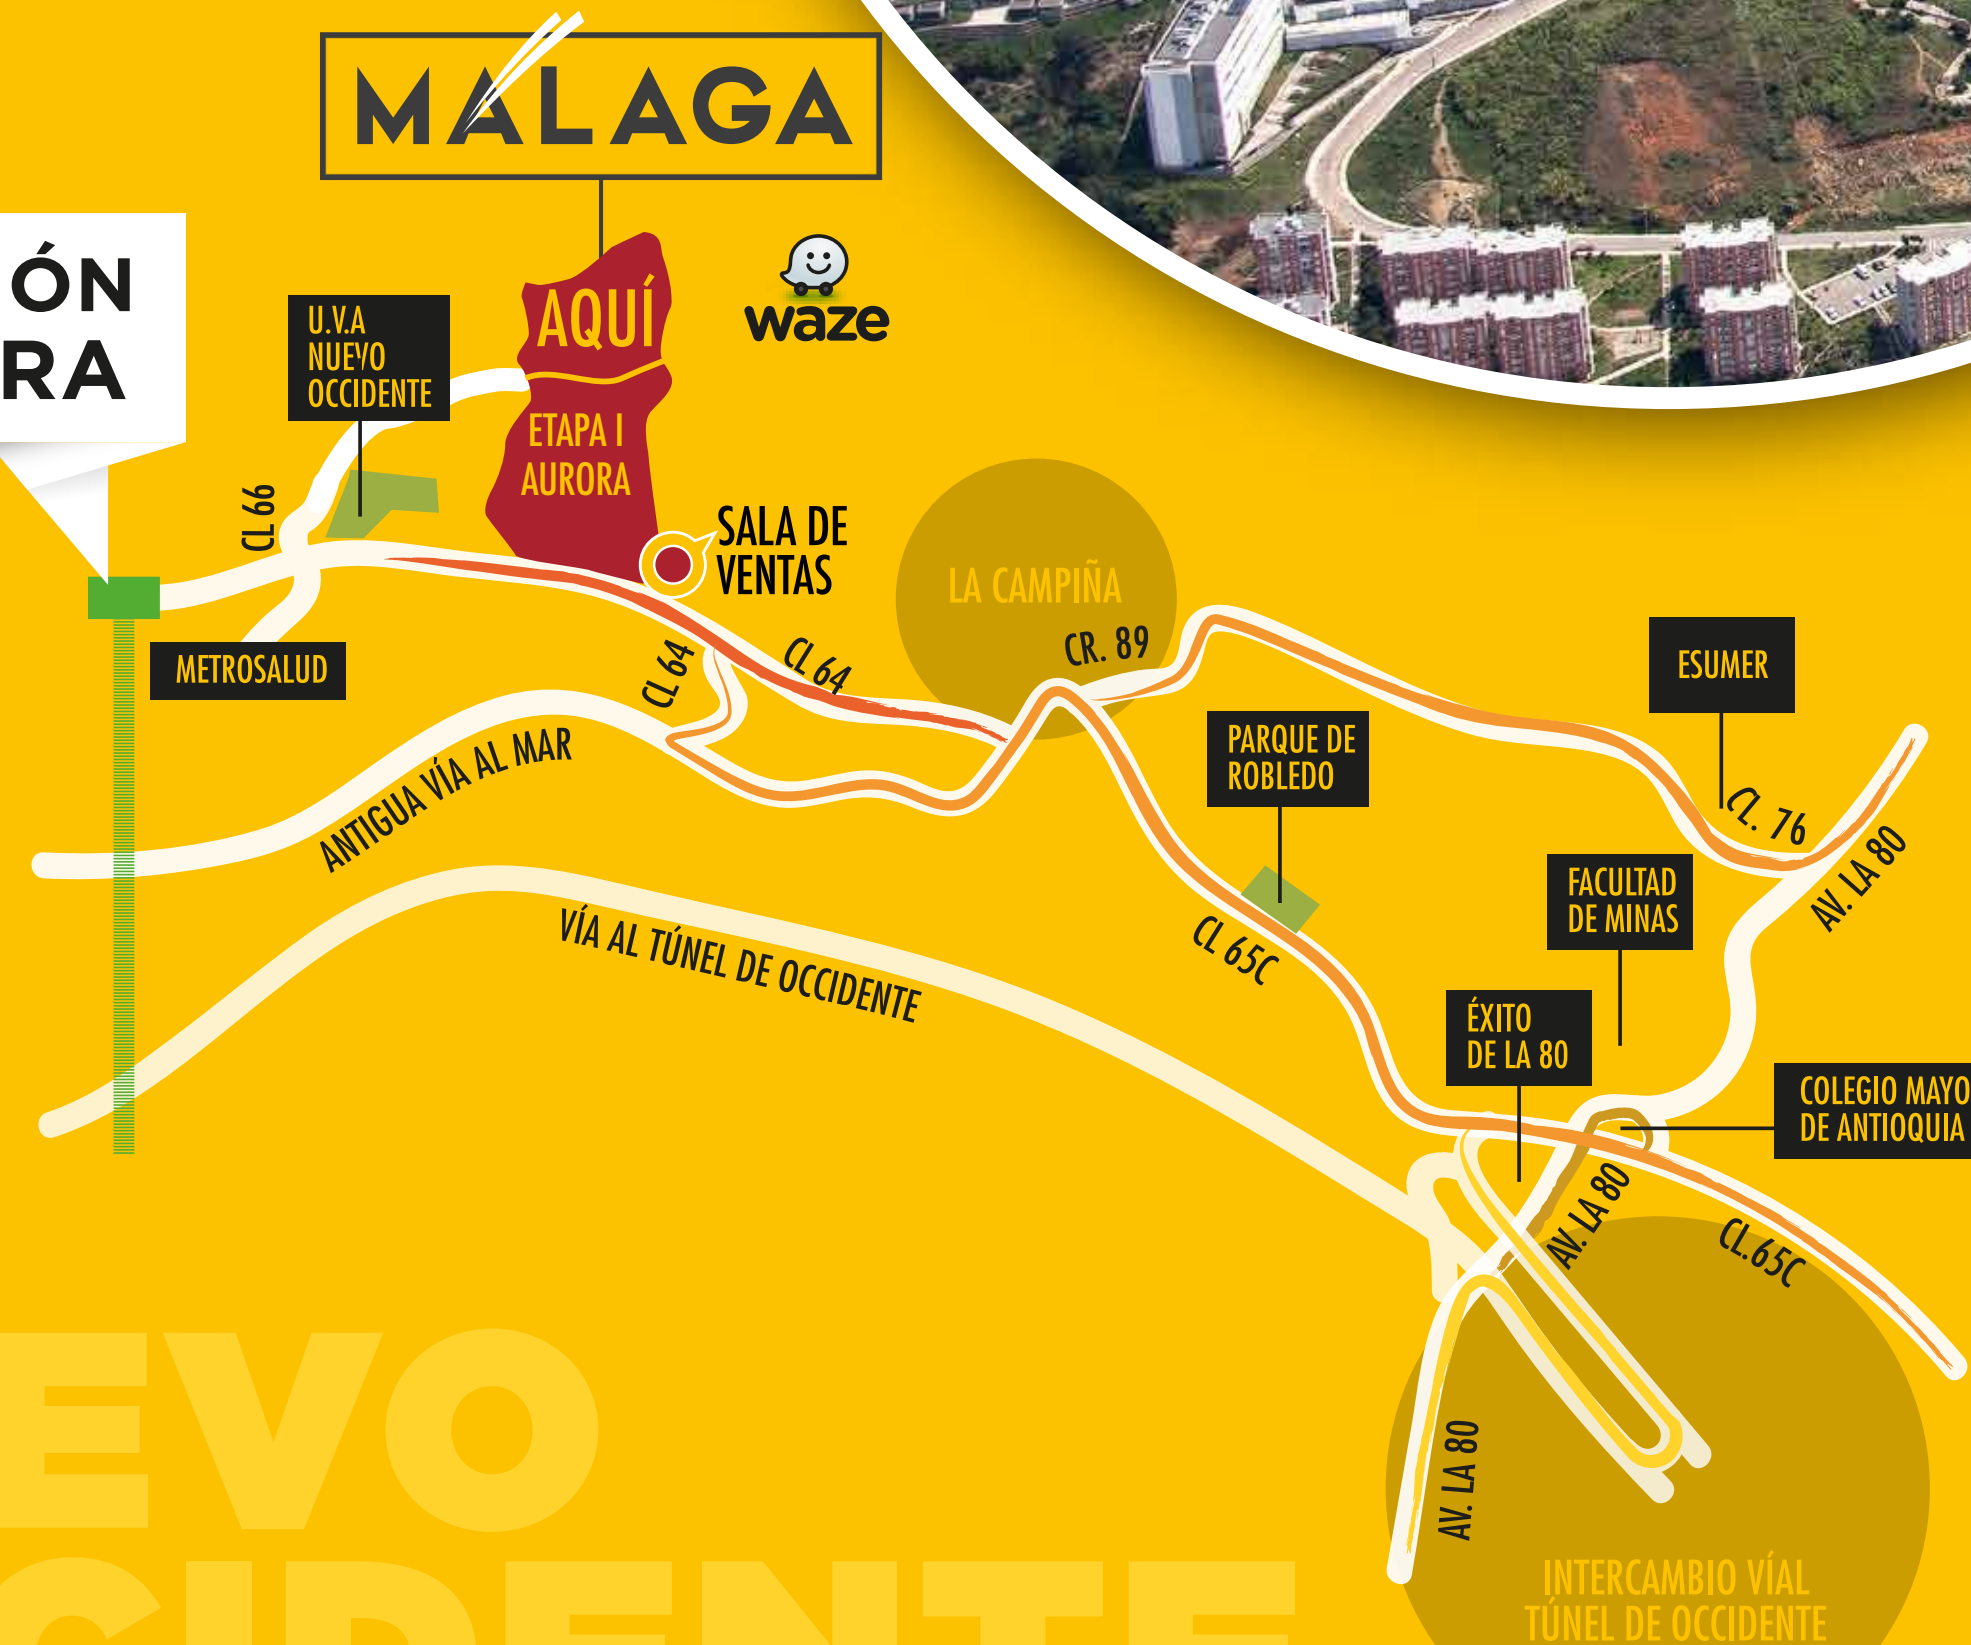 MÁLAGA
ÓN
RA
U.V.A
NUEVO
OCCIDENTE
AQUÍ
waze
ETAPA I
AURORA
CL 66
SALA DE
VENTAS
LA CAMPIÑA
CR. 89
METROSALUD
CL 64
CL 64
ESUMER
PARQUE DE
ROBLEDO
ANTIGUA VÍA AL MAR
CL. 76
AV. LA 80
FACULTAD
DE MINAS
VÍA AL TÚNEL DE OCCIDENTE
CL 65C
ÉXITO
DE LA 80
COLEGIO MAYO
DE ANTIOQUIA
AV. LA 80
CL.65C
EVO
CIDENTE
AV. LA 80
INTERCAMBIO VÍAL
TÚNEL DE OCCIDENTE